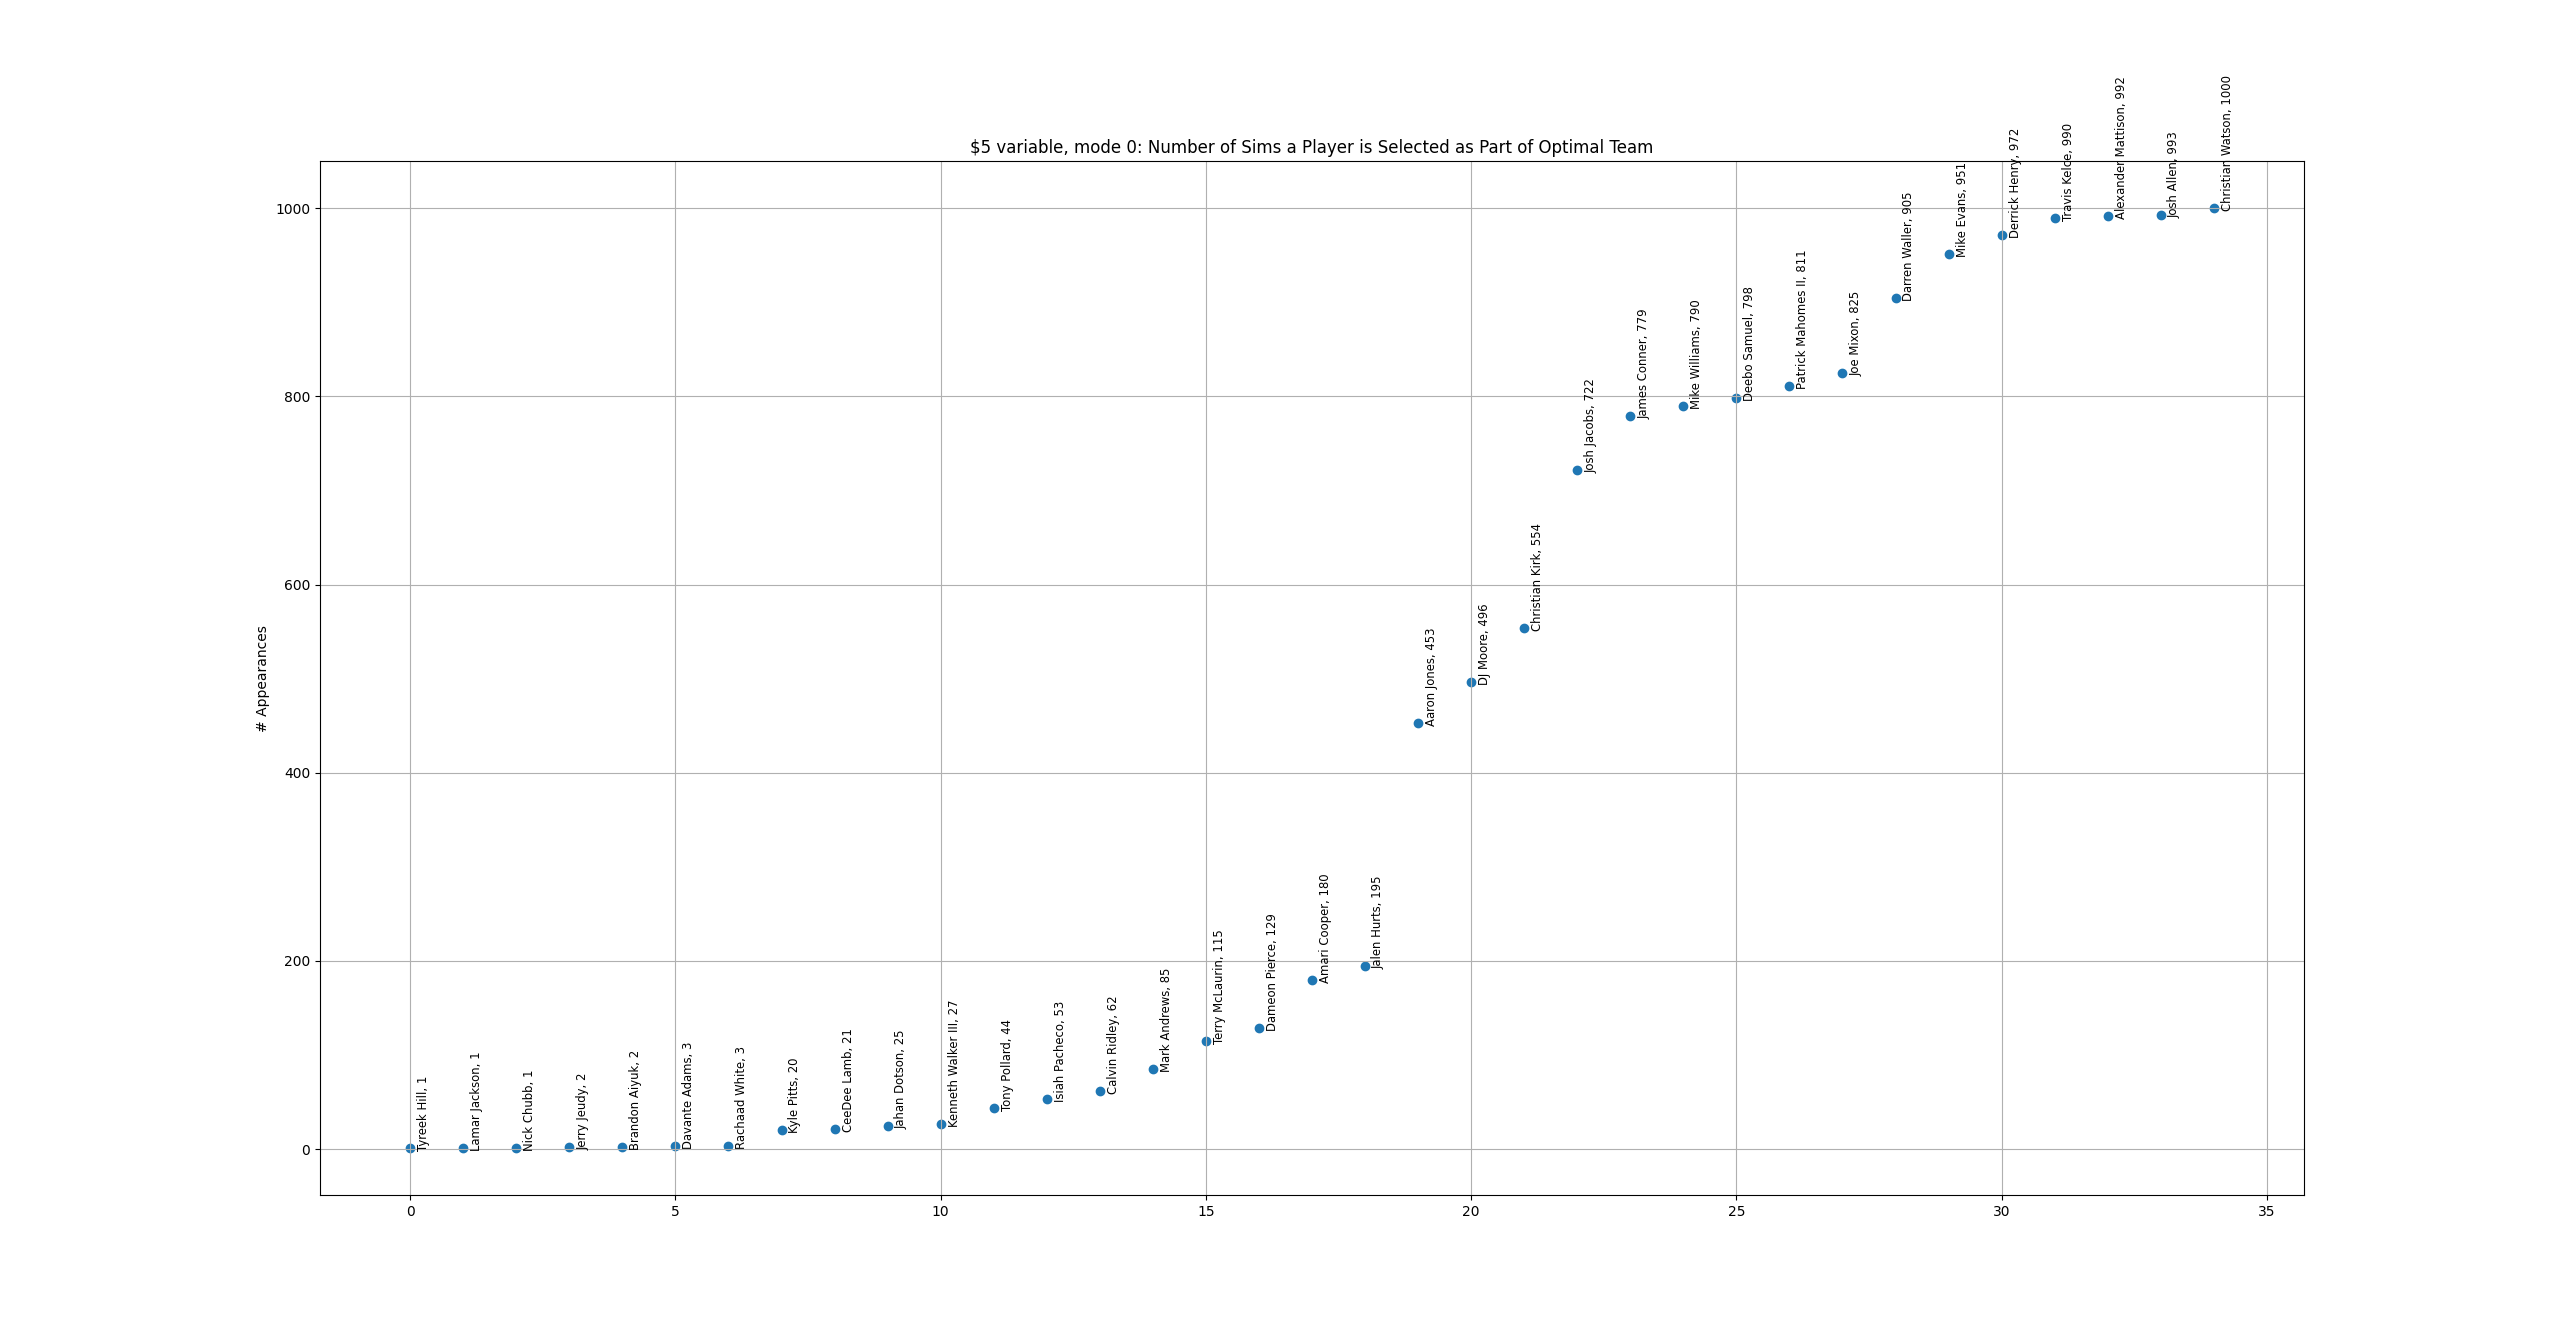 $5 variable, mode 0: Number of Sims a Player is Selected as Part of Optimal Team
# Appearances
1000
800
600
400
200
0
Tyreek Hill, 1
Lamar Jackson, 1
Nick Chubb, 1
Jerry Jeudy, 2
Brandon Aiyuk, 2
Davante Adams, 3
Rachaad White, 3
Kyle Pitts, 20
CeeDee Lamb, 21
Jahan Dotson, 25
Kenneth Walker III, 27
Tony Pollard, 44
Isiah Pacheco, 53
Calvin Ridley, 62
Mark Andrews, 85
Terry McLaurin, 115
Dameon Pierce, 129
Amari Cooper, 180
Jalen Hurts, 195
Aaron Jones, 453
DJ Moore, 496
Christian Kirk, 554
Josh Jacobs, 722
James Conner, 779
Mike Williams, 790
Deebo Samuel, 798
Patrick Mahomes II, 811
Joe Mixon, 825
Darren Waller, 905
Mike Evans, 951
Derrick Henry, 972
Travis Kelce, 990
Alexander Mattison, 992
Josh Allen, 993
Christian Watson, 1000
0
5
10
15
20
25
30
35